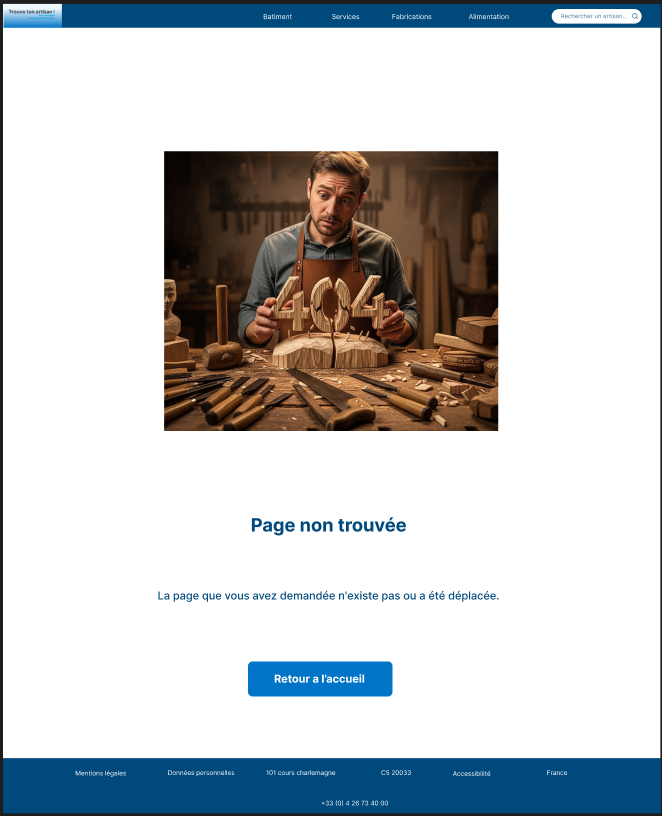 Trouve ton artisan !
Batiment Services Fabrications Alimentation Rechercher un artisan...
404
Page non trouvée
La page que vous avez demandée n'existe pas ou a été déplacée.
Retour a l'accueil
Mentions légales Données personnelles 101 cours charlemagne CS 20033 Accessibilité France
+33 (0) 4 26 73 40 00